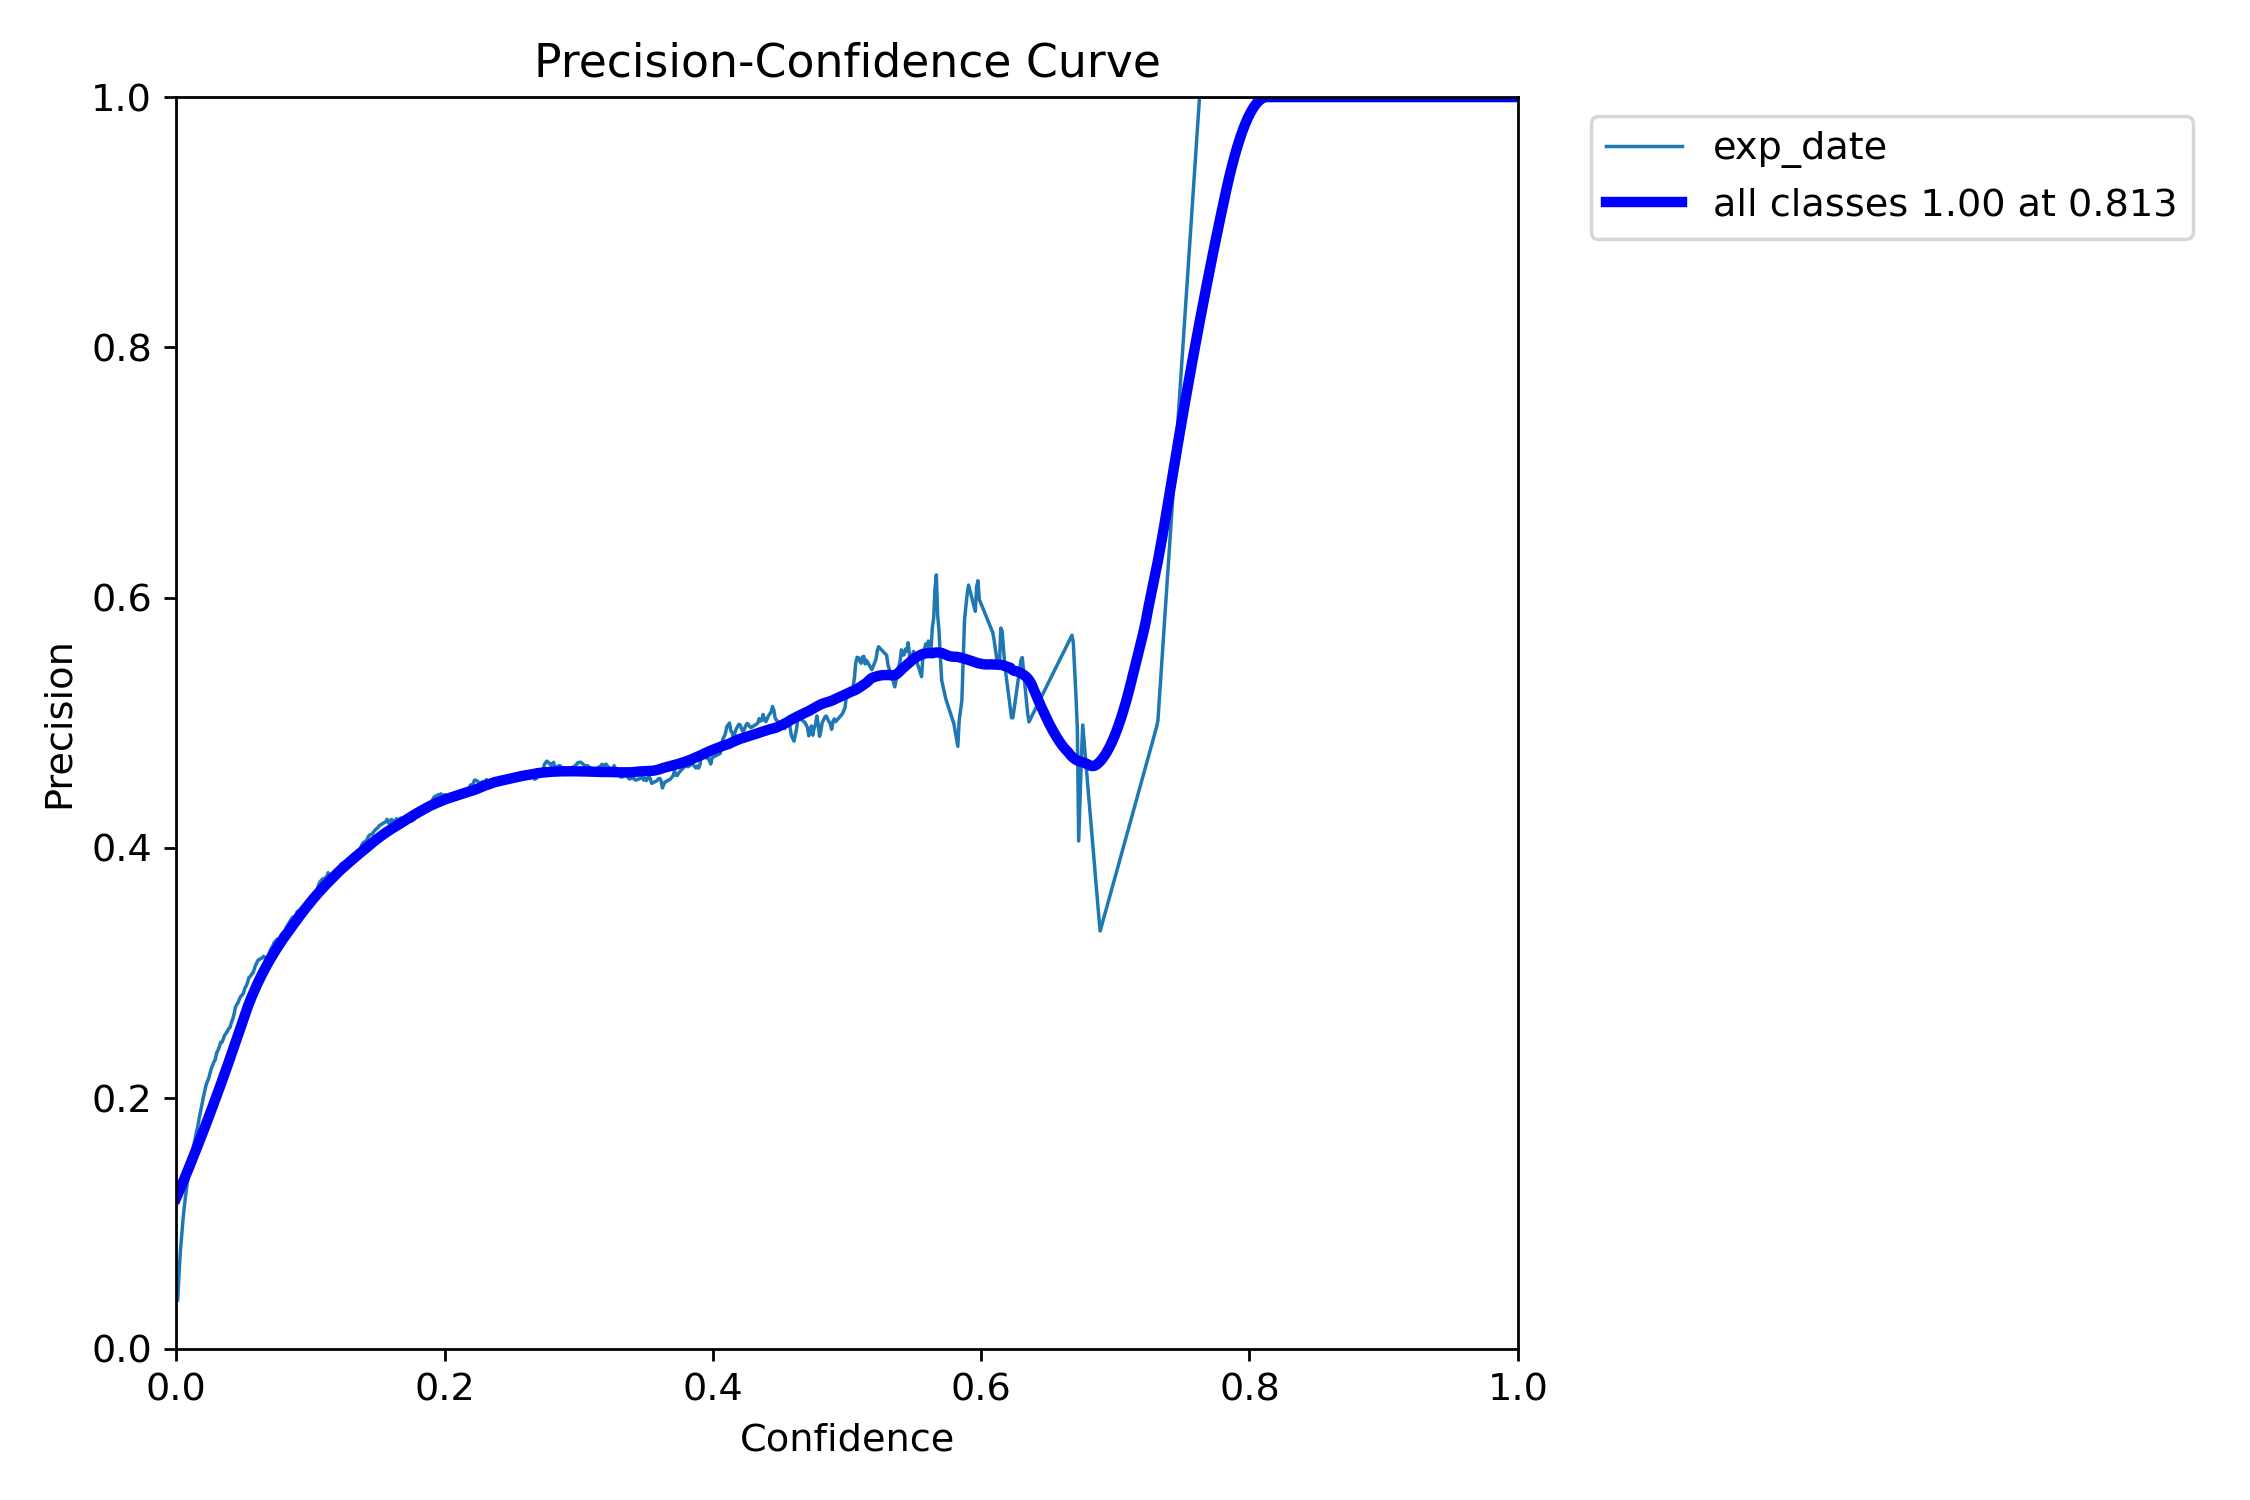 Precision-Confidence Curve
1.0
0.8
0.6
0.4
0.2
0.0
Precision
0.0 0.2 0.4 0.6 0.8 1.0
Confidence
exp_date
all classes 1.00 at 0.813